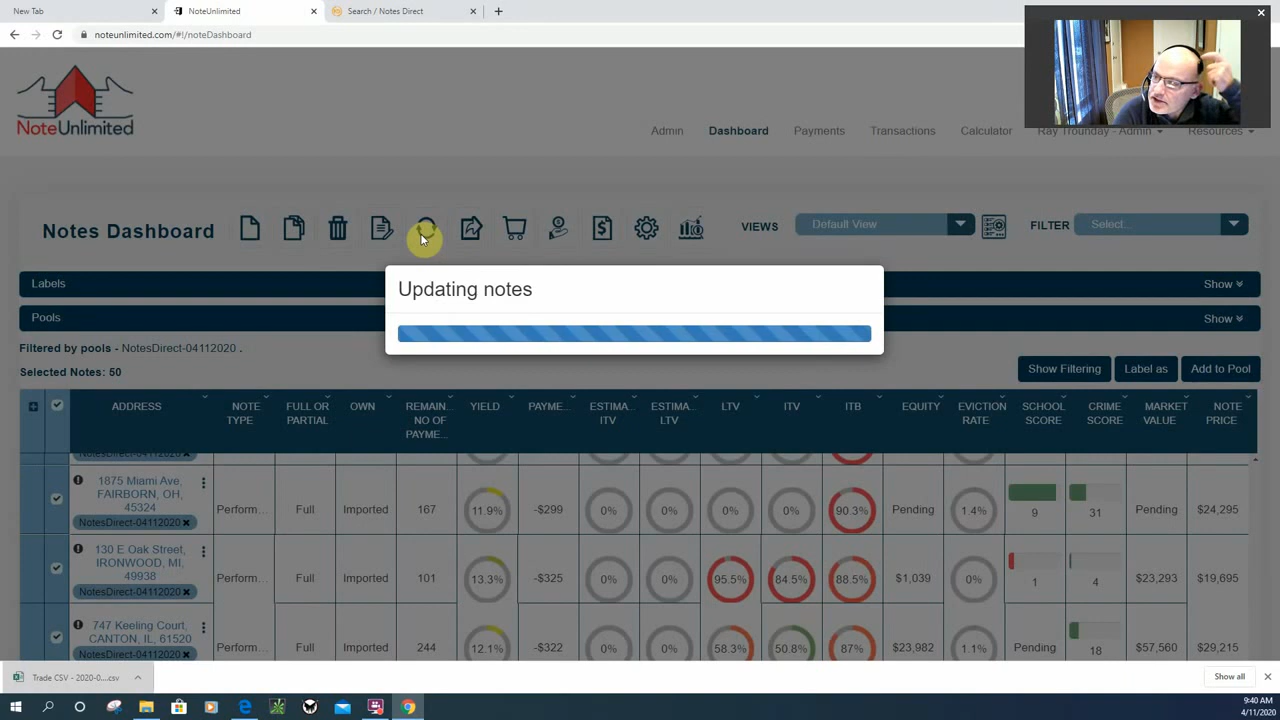 New Tab
NoteUnlimited
Search / Notes Direct
noteunlimited.com/#!/noteDashboard
NoteUnlimited
Admin
Dashboard
Payments
Transactions
Calculator
Ray Trounday - Admin
Resources
Notes Dashboard
VIEWS
Default View
FILTER
Select...
Labels
Show
Pools
Show
Updating notes
Filtered by pools - NotesDirect-04112020 .
Selected Notes: 50
Show Filtering
Label as
Add to Pool
ADDRESS
NOTE TYPE
FULL OR PARTIAL
OWN
REMAIN... NO OF PAYME...
YIELD
PAYME...
ESTIMA... ITV
ESTIMA... LTV
LTV
ITV
ITB
EQUITY
EVICTION RATE
SCHOOL SCORE
CRIME SCORE
MARKET VALUE
NOTE PRICE
NotesDirect-04112020
1875 Miami Ave, FAIRBORN, OH, 45324
NotesDirect-04112020
Perform...
Full
Imported
167
11.9%
-$299
0%
0%
0%
0%
90.3%
Pending
1.4%
9
31
Pending
$24,295
130 E Oak Street, IRONWOOD, MI, 49938
NotesDirect-04112020
Perform...
Full
Imported
101
13.3%
-$325
0%
0%
95.5%
84.5%
88.5%
$1,039
0%
1
4
$23,293
$19,695
747 Keeling Court, CANTON, IL, 61520
NotesDirect-04112020
Perform...
Full
Imported
244
12.1%
-$322
0%
0%
58.3%
50.8%
87%
$23,982
1.1%
Pending
18
$57,560
$29,215
Trade CSV - 2020-0....csv
Show all
9:40 AM
4/11/2020